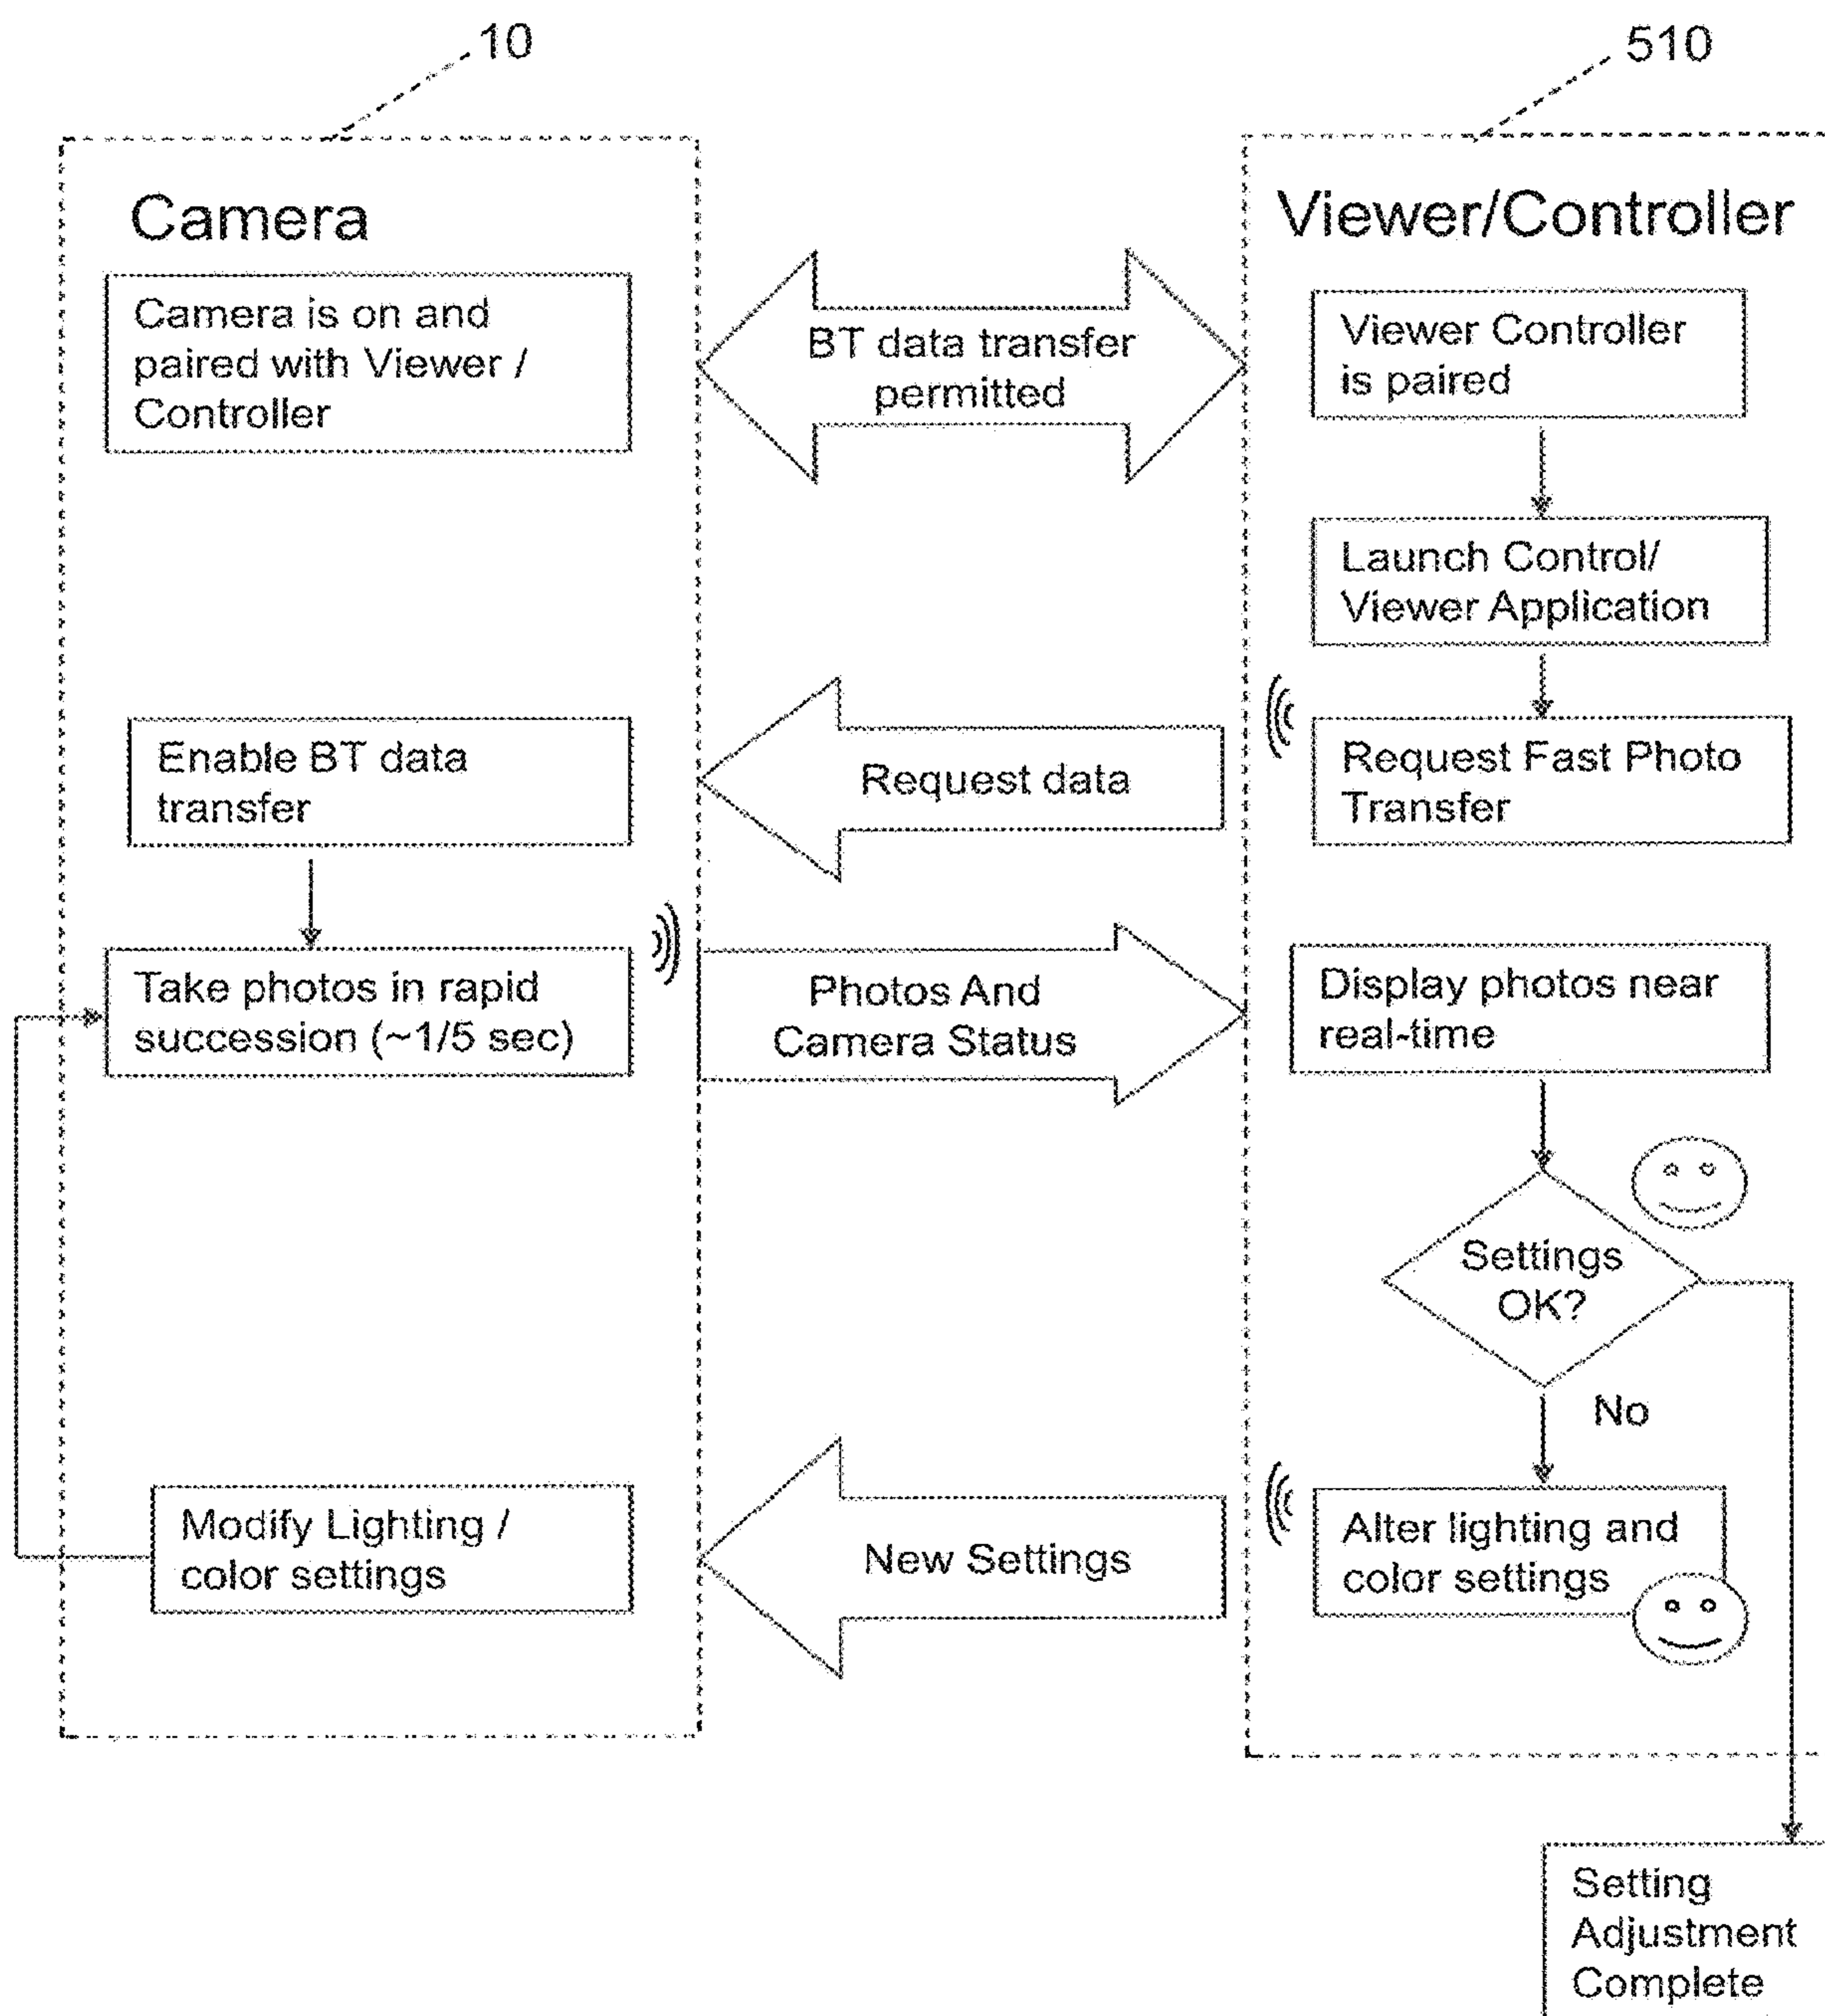 10
510
Camera
Viewer/Controller
Camera is on and
paired with Viewer /
Controller
BT data transfer
permitted
Viewer Controller
is paired
Launch Control/
Viewer Application
Enable BT data
transfer
Request data
Request Fast Photo
Transfer
Take photos in rapid
succession (~1/5 sec)
Photos And
Camera Status
Display photos near
real-time
Settings
OK?
No
Modify Lighting /
color settings
New Settings
Alter lighting and
color settings
Setting
Adjustment
Complete